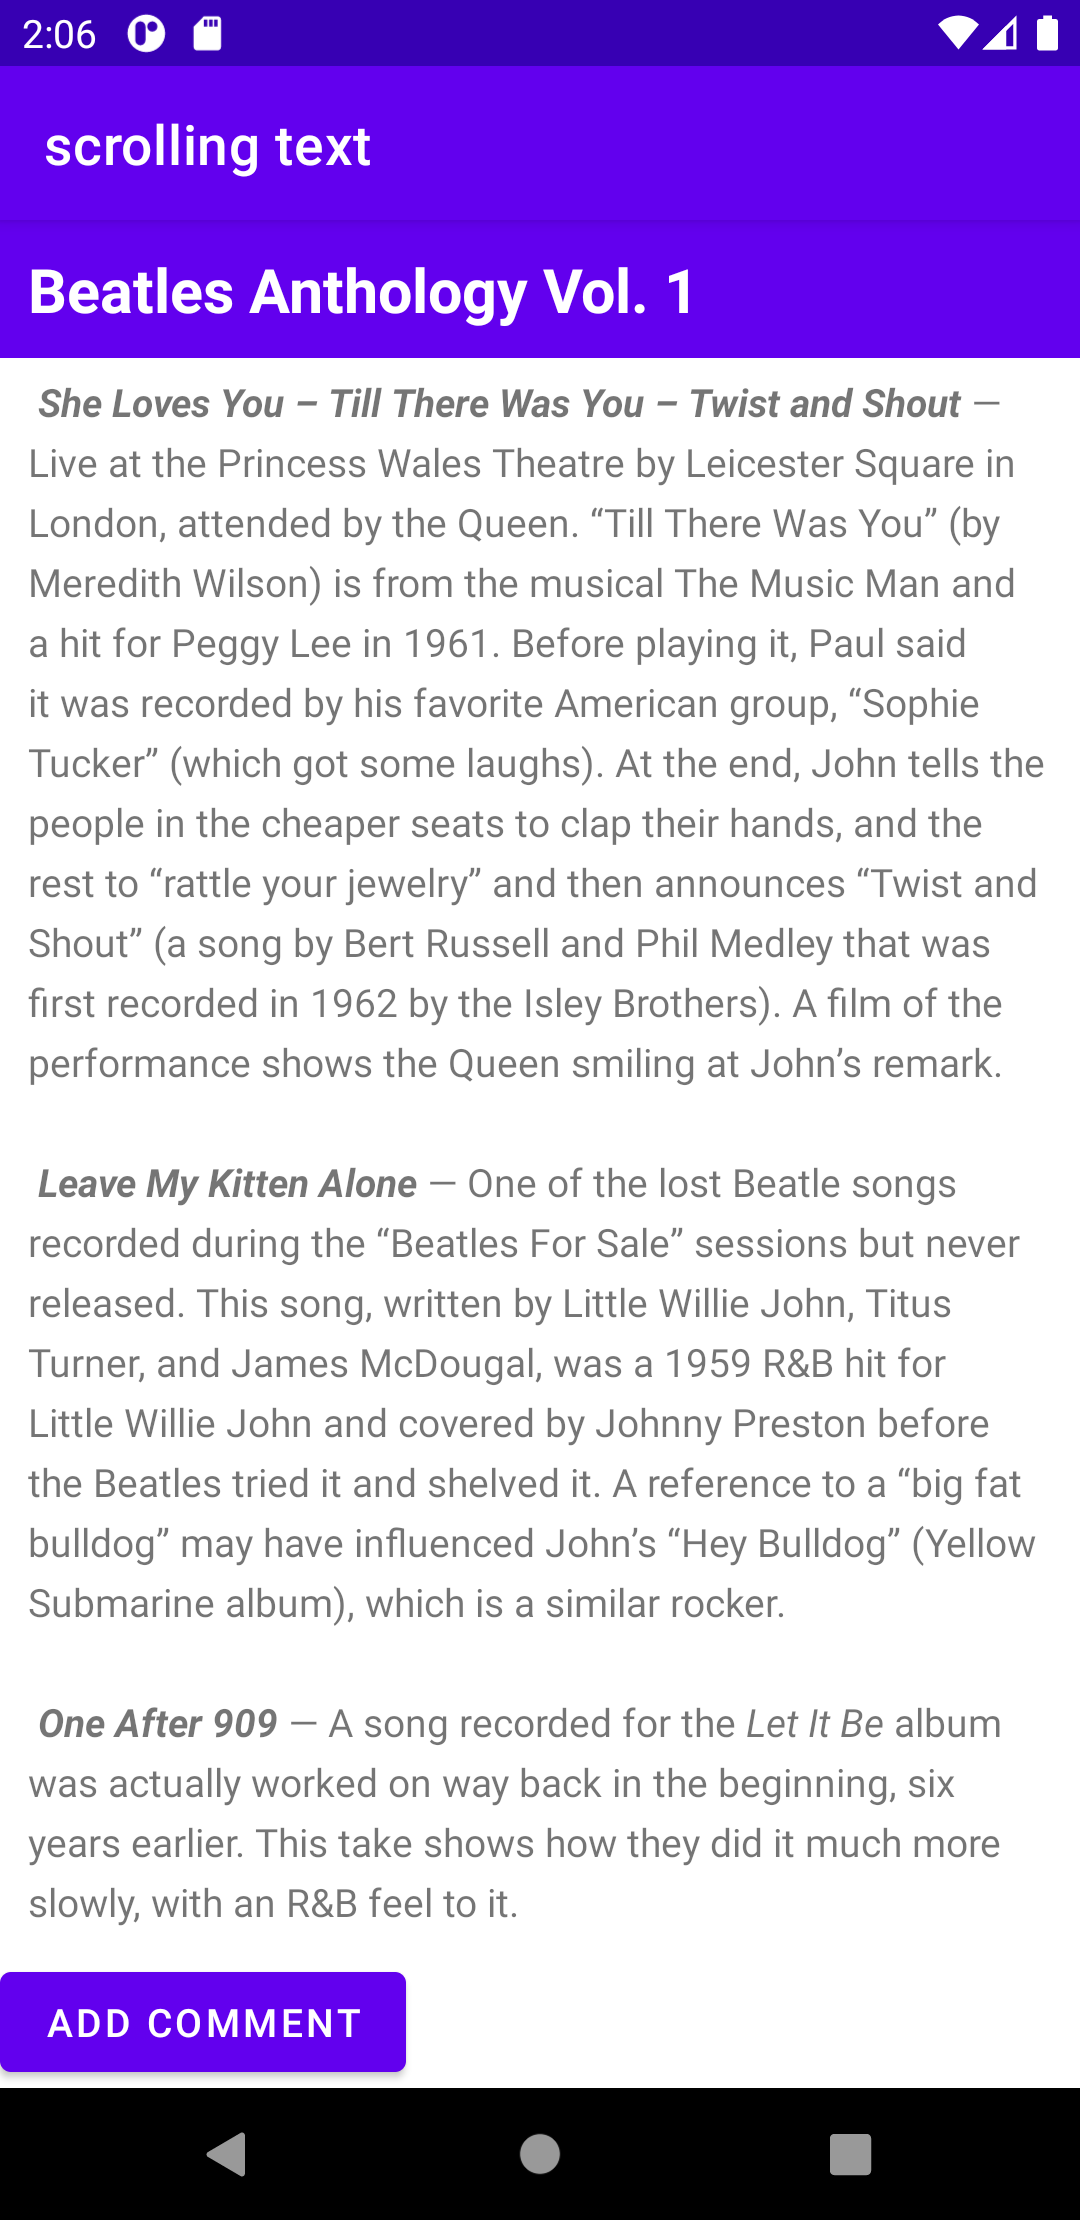 2:06
scrolling text
Beatles Anthology Vol. 1
She Loves You – Till There Was You – Twist and Shout —
Live at the Princess Wales Theatre by Leicester Square in
London, attended by the Queen. “Till There Was You” (by
Meredith Wilson) is from the musical The Music Man and
a hit for Peggy Lee in 1961. Before playing it, Paul said
it was recorded by his favorite American group, “Sophie
Tucker” (which got some laughs). At the end, John tells the
people in the cheaper seats to clap their hands, and the
rest to “rattle your jewelry” and then announces “Twist and
Shout” (a song by Bert Russell and Phil Medley that was
first recorded in 1962 by the Isley Brothers). A film of the
performance shows the Queen smiling at John’s remark.
Leave My Kitten Alone — One of the lost Beatle songs
recorded during the “Beatles For Sale” sessions but never
released. This song, written by Little Willie John, Titus
Turner, and James McDougal, was a 1959 R&B hit for
Little Willie John and covered by Johnny Preston before
the Beatles tried it and shelved it. A reference to a “big fat
bulldog” may have influenced John’s “Hey Bulldog” (Yellow
Submarine album), which is a similar rocker.
One After 909 — A song recorded for the Let It Be album
was actually worked on way back in the beginning, six
years earlier. This take shows how they did it much more
slowly, with an R&B feel to it.
ADD COMMENT